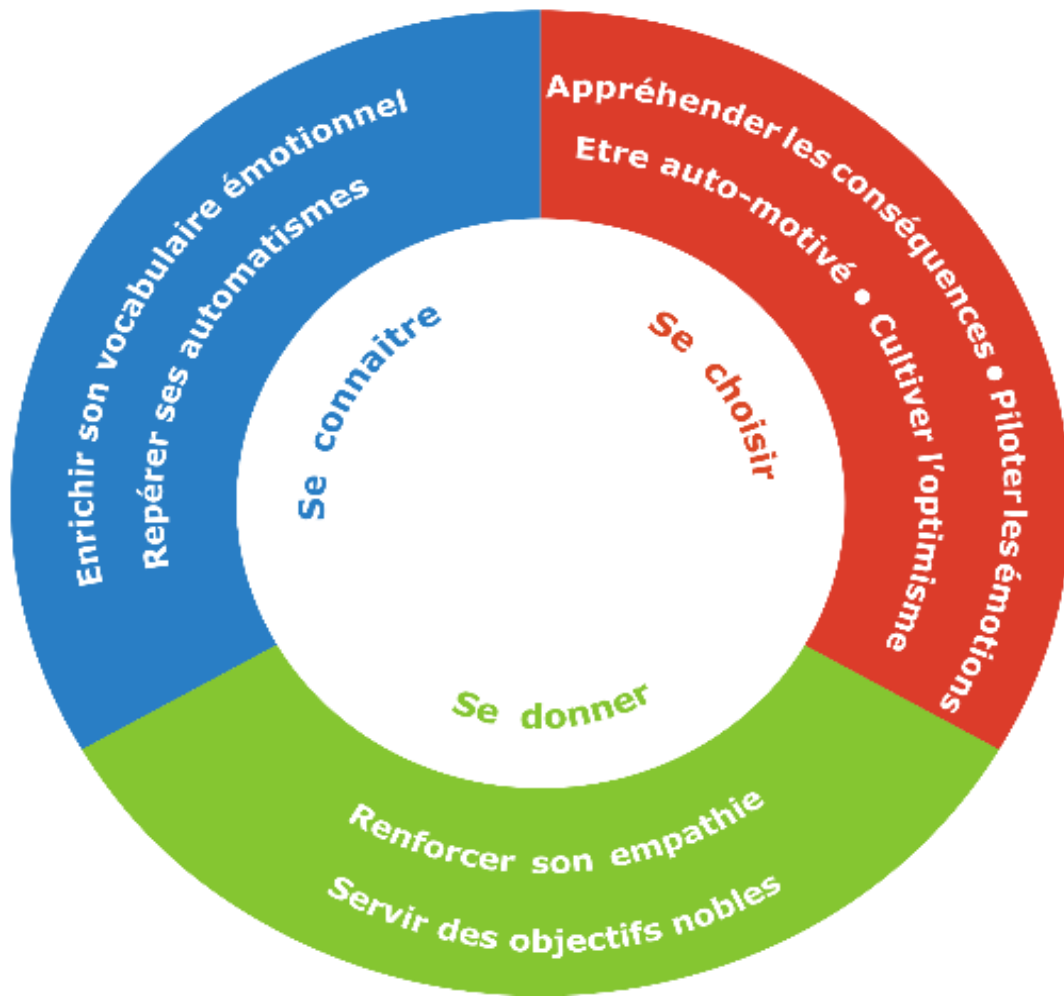 Enrichir son vocabulaire émotionnel
Repérer ses automatismes
Se connaitre
Appréhender les conséquences • Piloter les émotions
Etre auto-motivé • Cultiver l'optimisme
Se choisir
Se donner
Renforcer son empathie
Servir des objectifs nobles